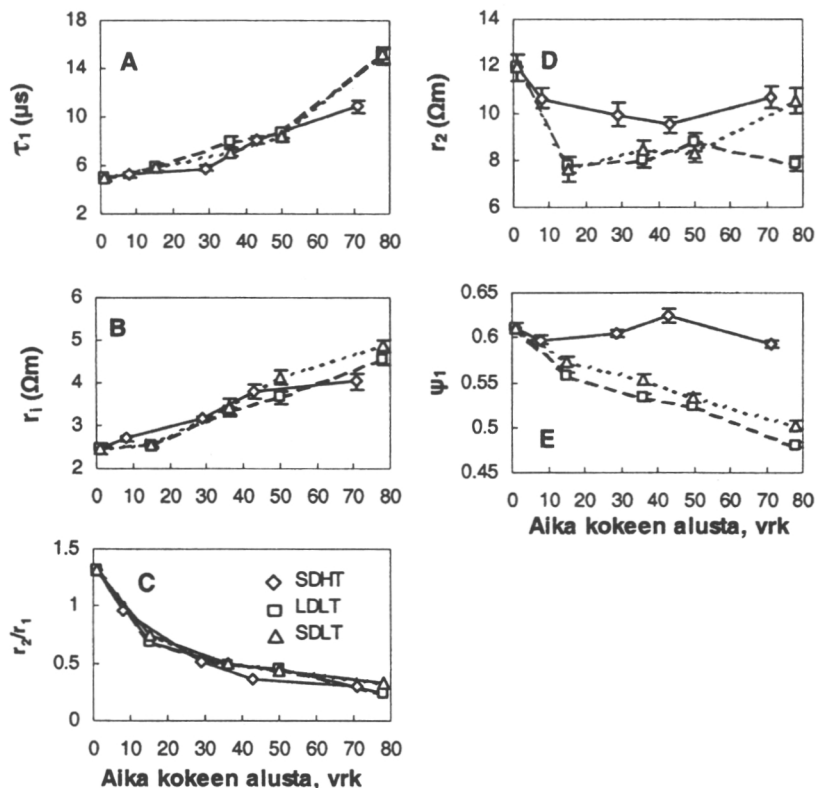 A
τ1 (µs)
18
14
10
6
2
0 10 20 30 40 50 60 70 80
B
r1 (Ωm)
6
5
4
3
2
0 10 20 30 40 50 60 70 80
C
r2/r1
1.5
1
0.5
0
SDHT
LDLT
SDLT
0 10 20 30 40 50 60 70 80
Aika kokeen alusta, vrk
D
r2 (Ωm)
14
12
10
8
6
0 10 20 30 40 50 60 70 80
E
ψ1
0.65
0.6
0.55
0.5
0.45
0 10 20 30 40 50 60 70 80
Aika kokeen alusta, vrk